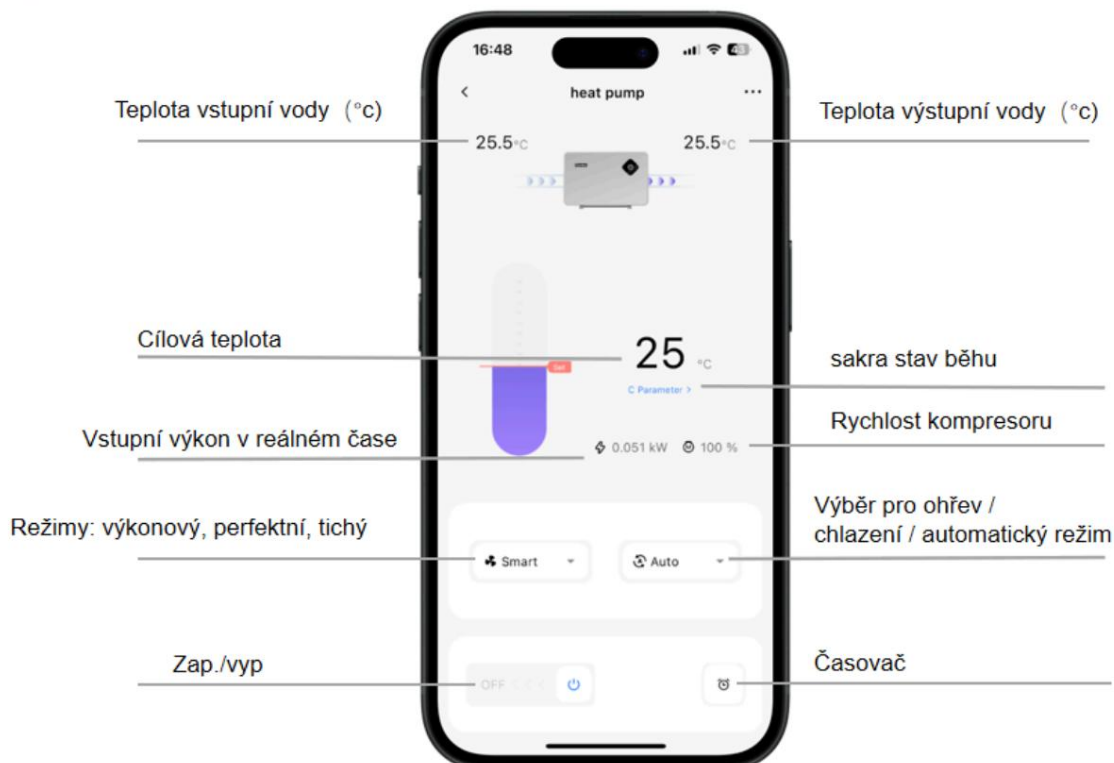 16:48
heat pump
Teplota vstupní vody (°c)
Teplota výstupní vody (°c)
25.5°C
25.5°C
Cílová teplota
25 °C
sakra stav běhu
Set
C Parameter >
Rychlost kompresoru
Vstupní výkon v reálném čase
0.051 kW
100 %
Režimy: výkonový, perfektní, tichý
Výběr pro ohřev /
chlazení / automatický režim
Smart
Auto
Zap./vyp
Časovač
OFF